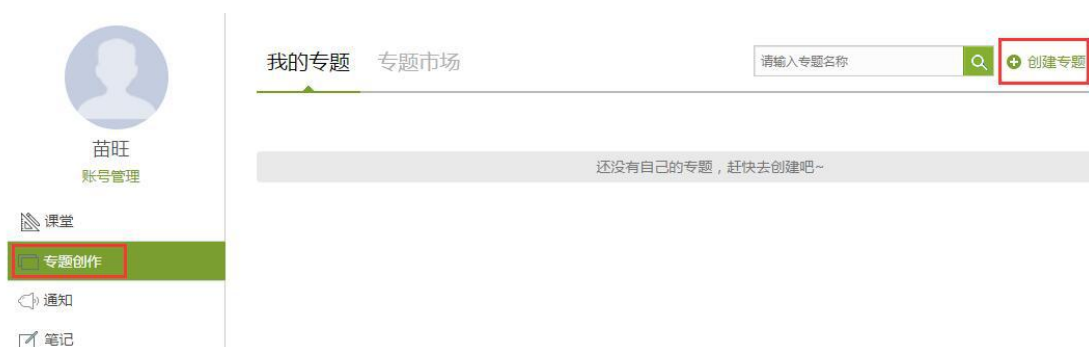 我的专题 专题市场 请输入专题名称 创建专题
苗旺
账号管理
还没有自己的专题，赶快去创建吧~
课堂
专题创作
通知
笔记